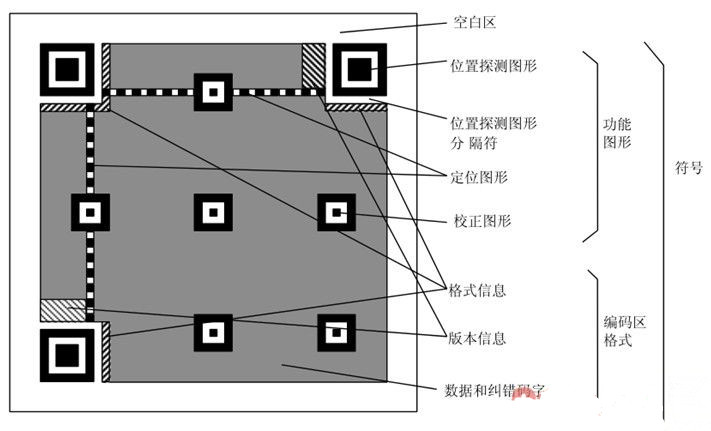 空白区
位置探测图形
位置探测图形
分 隔符
功能
图形
定位图形
符号
校正图形
格式信息
编码区
格式
版本信息
数据和纠错码字